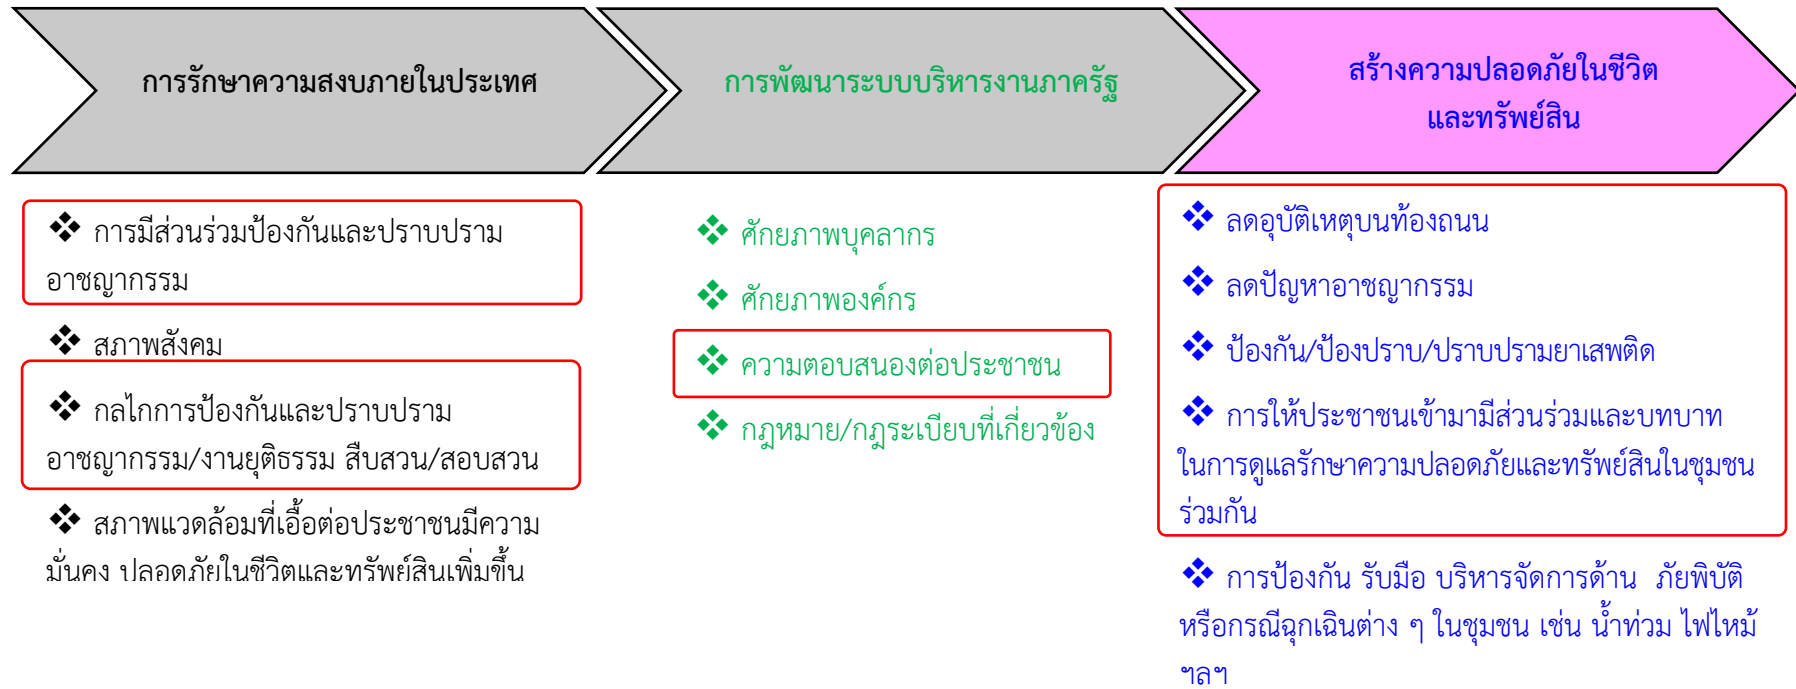 การรักษาความสงบภายในประเทศ
การพัฒนาระบบบริหารงานภาครัฐ
สร้างความปลอดภัยในชีวิต
และทรัพย์สิน
❖ การมีส่วนร่วมป้องกันและปราบปราม
อาชญากรรม
❖ สภาพสังคม
❖ กลไกการป้องกันและปราบปราม
อาชญากรรม/งานยุติธรรม สืบสวน/สอบสวน
❖ สภาพแวดล้อมที่เอื้อต่อประชาชนมีความ
มั่นคง ปลอดภัยในชีวิตและทรัพย์สินเพิ่มขึ้น
❖ ศักยภาพบุคลากร
❖ ศักยภาพองค์กร
❖ ความตอบสนองต่อประชาชน
❖ กฎหมาย/กฎระเบียบที่เกี่ยวข้อง
❖ ลดอุบัติเหตุบนท้องถนน
❖ ลดปัญหาอาชญากรรม
❖ ป้องกัน/ป้องปราบ/ปราบปรามยาเสพติด
❖ การให้ประชาชนเข้ามามีส่วนร่วมและบทบาท
ในการดูแลรักษาความปลอดภัยและทรัพย์สินในชุมชน
ร่วมกัน
❖ การป้องกัน รับมือ บริหารจัดการด้าน ภัยพิบัติ
หรือกรณีฉุกเฉินต่าง ๆ ในชุมชน เช่น น้ำท่วม ไฟไหม้
ฯลฯ